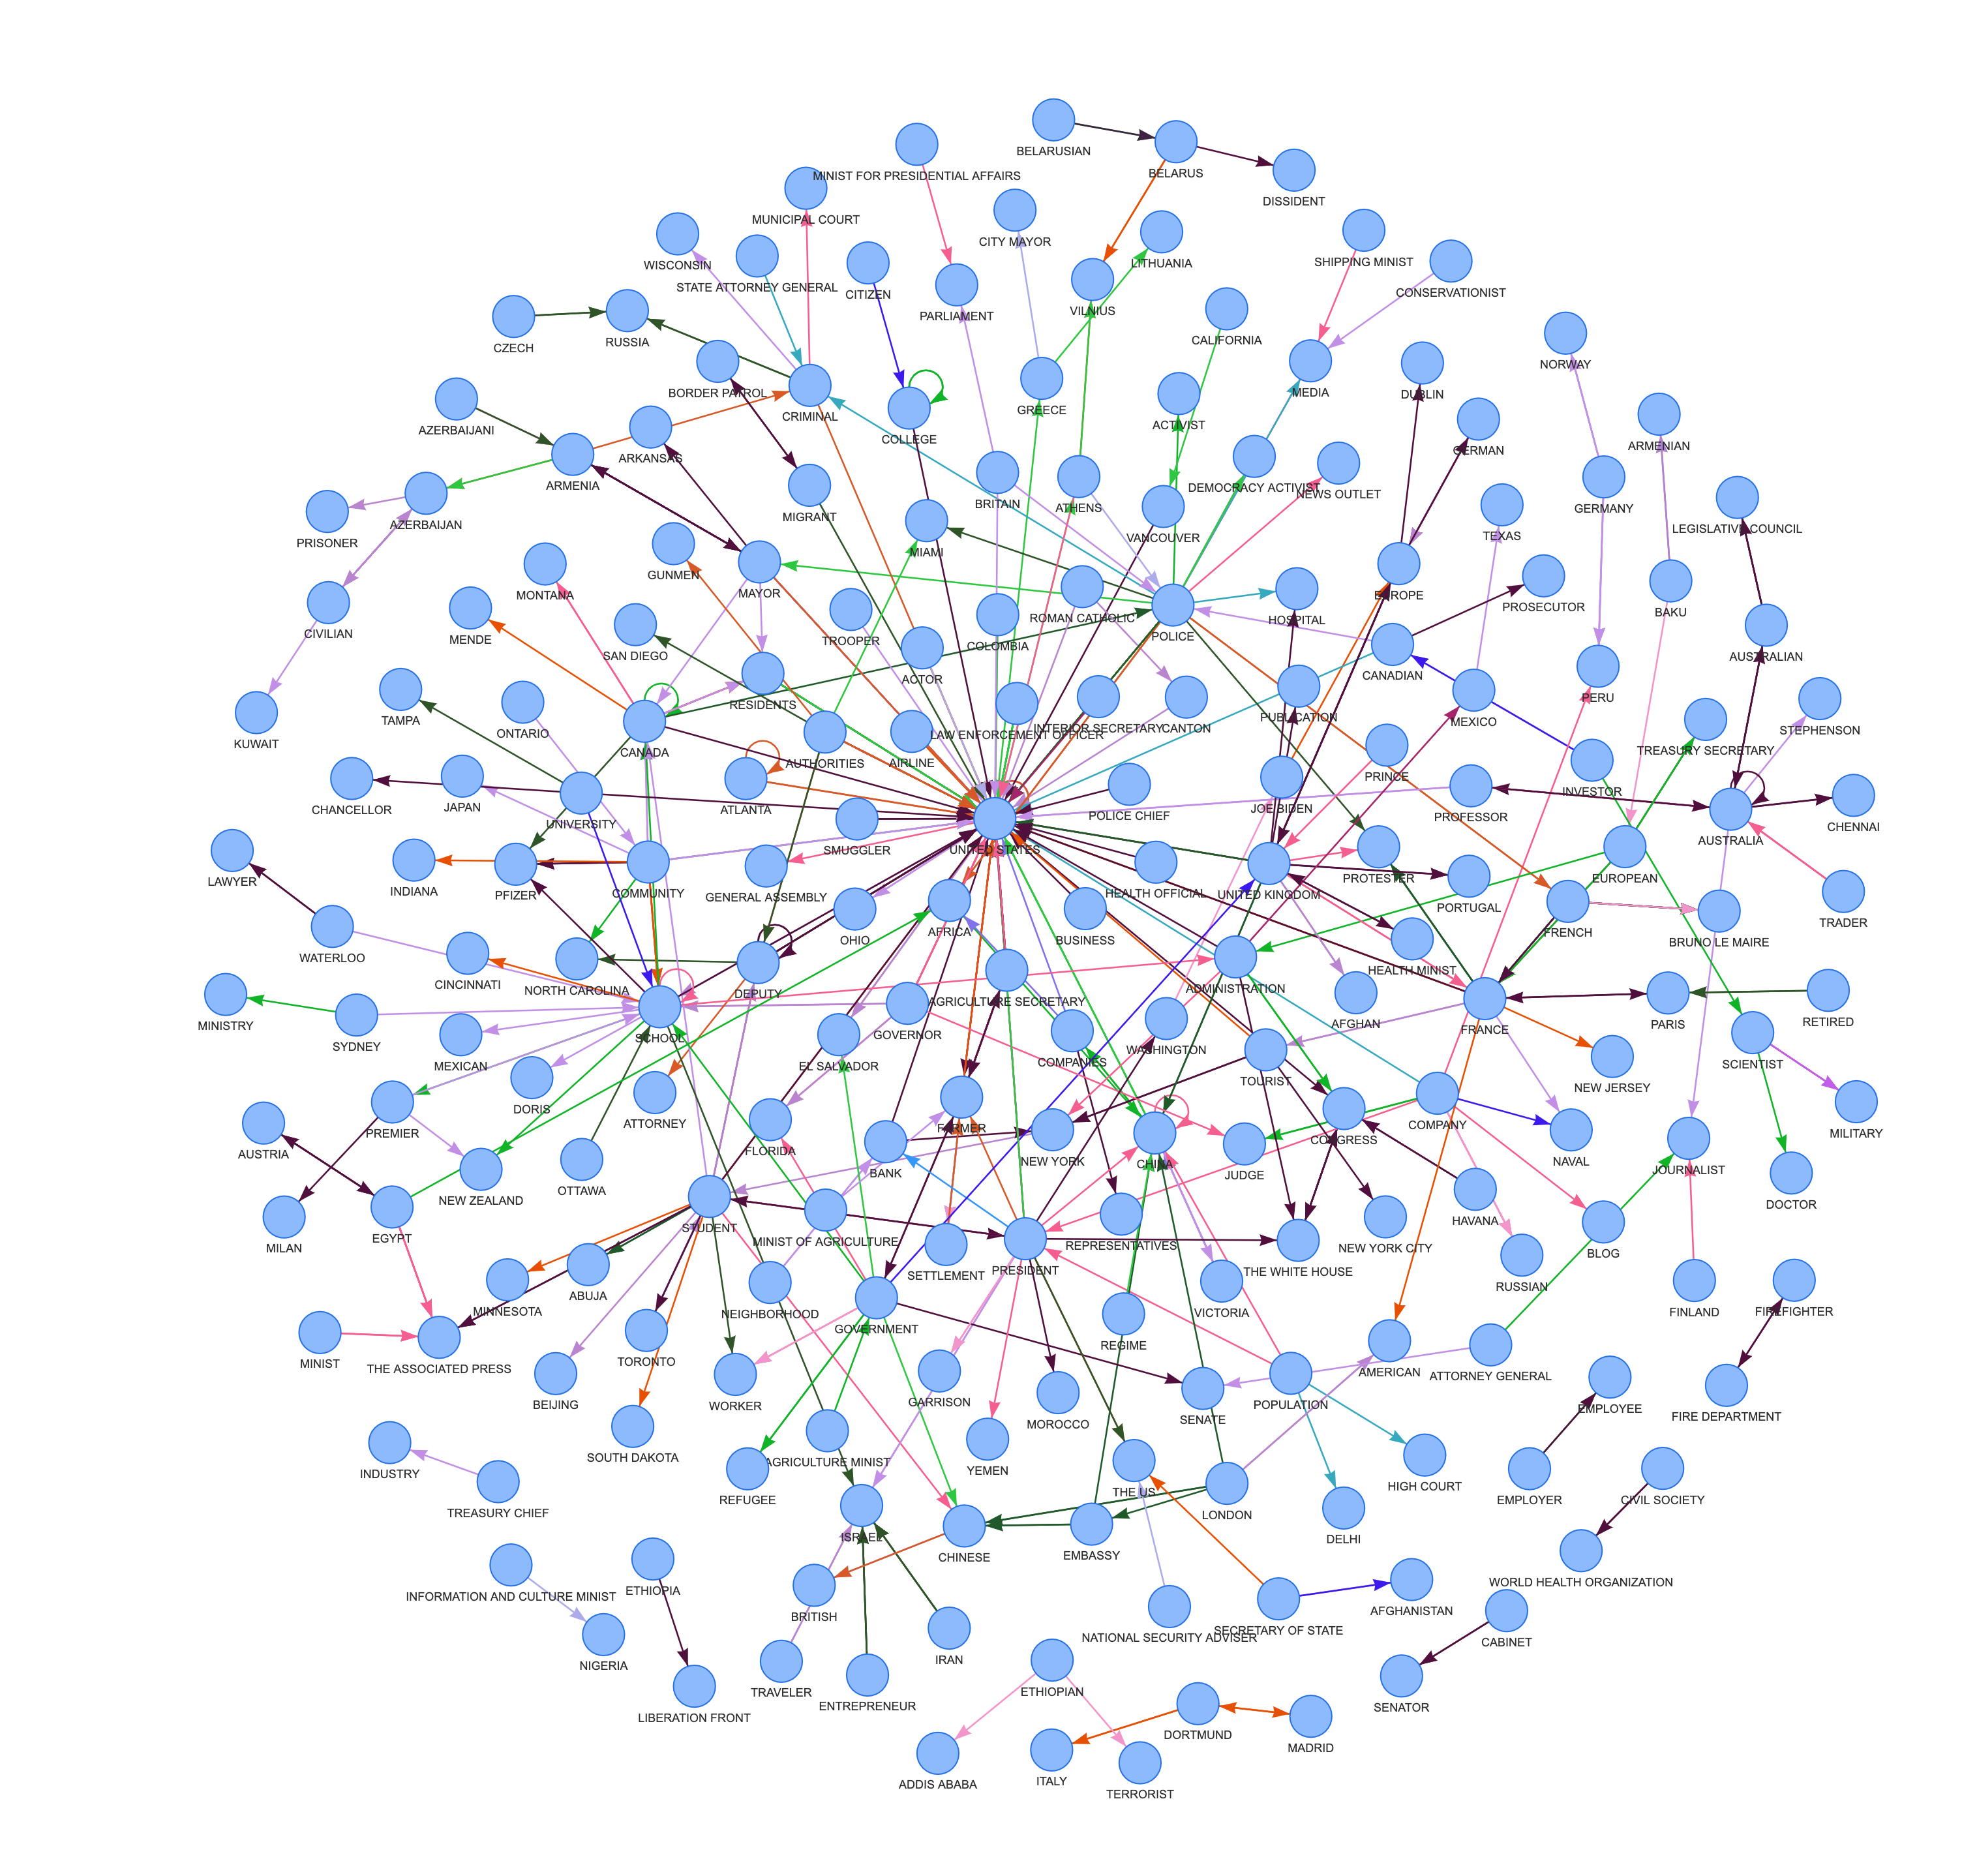 BELARUSIAN
BELARUS
MINIST FOR PRESIDENTIAL AFFAIRS
DISSIDENT
MUNICIPAL COURT
CITY MAYOR
WISCONSIN
LITHUANIA
SHIPPING MINIST
STATE ATTORNEY GENERAL
CITIZEN
CONSERVATIONIST
VILNIUS
PARLIAMENT
CALIFORNIA
CZECH
RUSSIA
NORWAY
BORDER PATROL
MEDIA
DUBLIN
GREECE
CRIMINAL
ACTIVIST
AZERBAIJANI
COLLEGE
ARMENIAN
GERMAN
ARKANSAS
ARMENIA
DEMOCRACY ACTIVIST
NEWS OUTLET
BRITAIN
ATHENS
GERMANY
MIGRANT
AZERBAIJAN
LEGISLATIVE COUNCIL
TEXAS
VANCOUVER
PRISONER
MIAMI
GUNMEN
MAYOR
MONTANA
EUROPE
PROSECUTOR
BAKU
ROMAN CATHOLIC
HOSPITAL
CIVILIAN
MENDE
POLICE
TROOPER
COLOMBIA
SAN DIEGO
AUSTRALIAN
CANADIAN
ACTOR
PERU
RESIDENTS
TAMPA
MEXICO
PUBLICATION
INTERIOR SECRETARY
CANTON
STEPHENSON
ONTARIO
LAW ENFORCEMENT OFFICER
KUWAIT
TREASURY SECRETARY
CANADA
AUTHORITIES
AIRLINE
PRINCE
INVESTOR
CHANCELLOR
JAPAN
ATLANTA
JOE BIDEN
PROFESSOR
POLICE CHIEF
UNIVERSITY
CHENNAI
AUSTRALIA
SMUGGLER
UNITED STATES
PROTESTER
EUROPEAN
LAWYER
INDIANA
PFIZER
COMMUNITY
GENERAL ASSEMBLY
HEALTH OFFICIAL
UNITED KINGDOM
PORTUGAL
TRADER
AFRICA
OHIO
BUSINESS
FRENCH
BRUNO LE MAIRE
WATERLOO
CINCINNATI
NORTH CAROLINA
DEPUTY
HEALTH MINIST
ADMINISTRATION
AGRICULTURE SECRETARY
MINISTRY
AFGHAN
PARIS
RETIRED
FRANCE
GOVERNOR
SCHOOL
SYDNEY
WASHINGTON
MEXICAN
EL SALVADOR
COMPANIES
SCIENTIST
TOURIST
NEW JERSEY
DORIS
ATTORNEY
PREMIER
FARMER
COMPANY
MILITARY
CONGRESS
AUSTRIA
FLORIDA
BANK
NEW YORK
CHINA
NAVAL
JUDGE
JOURNALIST
OTTAWA
NEW ZEALAND
DOCTOR
STUDENT
HAVANA
EGYPT
MILAN
MINIST OF AGRICULTURE
REPRESENTATIVES
NEW YORK CITY
BLOG
PRESIDENT
SETTLEMENT
THE WHITE HOUSE
RUSSIAN
ABUJA
MINNESOTA
NEIGHBORHOOD
VICTORIA
FINLAND
FIREFIGHTER
GOVERNMENT
REGIME
MINIST
THE ASSOCIATED PRESS
TORONTO
AMERICAN
ATTORNEY GENERAL
BEIJING
WORKER
GARRISON
POPULATION
EMPLOYEE
FIRE DEPARTMENT
MOROCCO
SENATE
SOUTH DAKOTA
AGRICULTURE MINIST
INDUSTRY
YEMEN
HIGH COURT
THE US
REFUGEE
EMPLOYER
CIVIL SOCIETY
TREASURY CHIEF
LONDON
ISRAEL
DELHI
CHINESE
EMBASSY
WORLD HEALTH ORGANIZATION
ETHIOPIA
INFORMATION AND CULTURE MINIST
AFGHANISTAN
BRITISH
SECRETARY OF STATE
NATIONAL SECURITY ADVISER
CABINET
IRAN
NIGERIA
TRAVELER
ETHIOPIAN
ENTREPRENEUR
SENATOR
LIBERATION FRONT
DORTMUND
MADRID
ADDIS ABABA
ITALY
TERRORIST